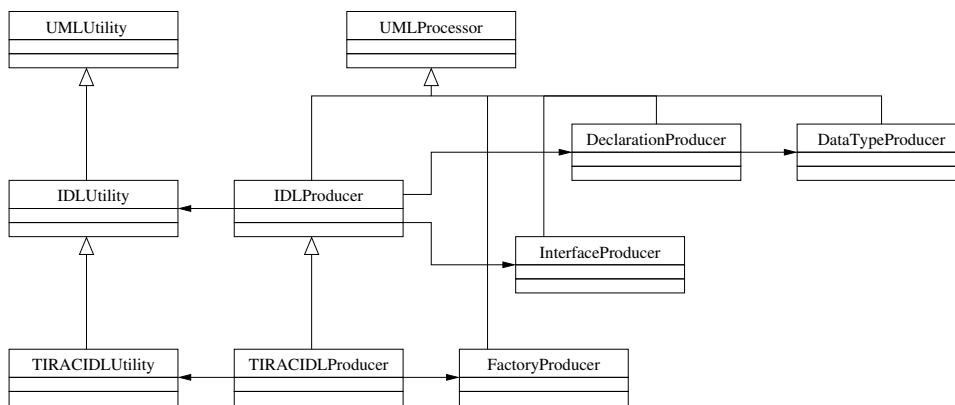 UMLUtility
UMLProcessor
DeclarationProducer
DataTypeProducer
IDLUtility
IDLProducer
InterfaceProducer
TIRACIDLUtility
TIRACIDLProducer
FactoryProducer